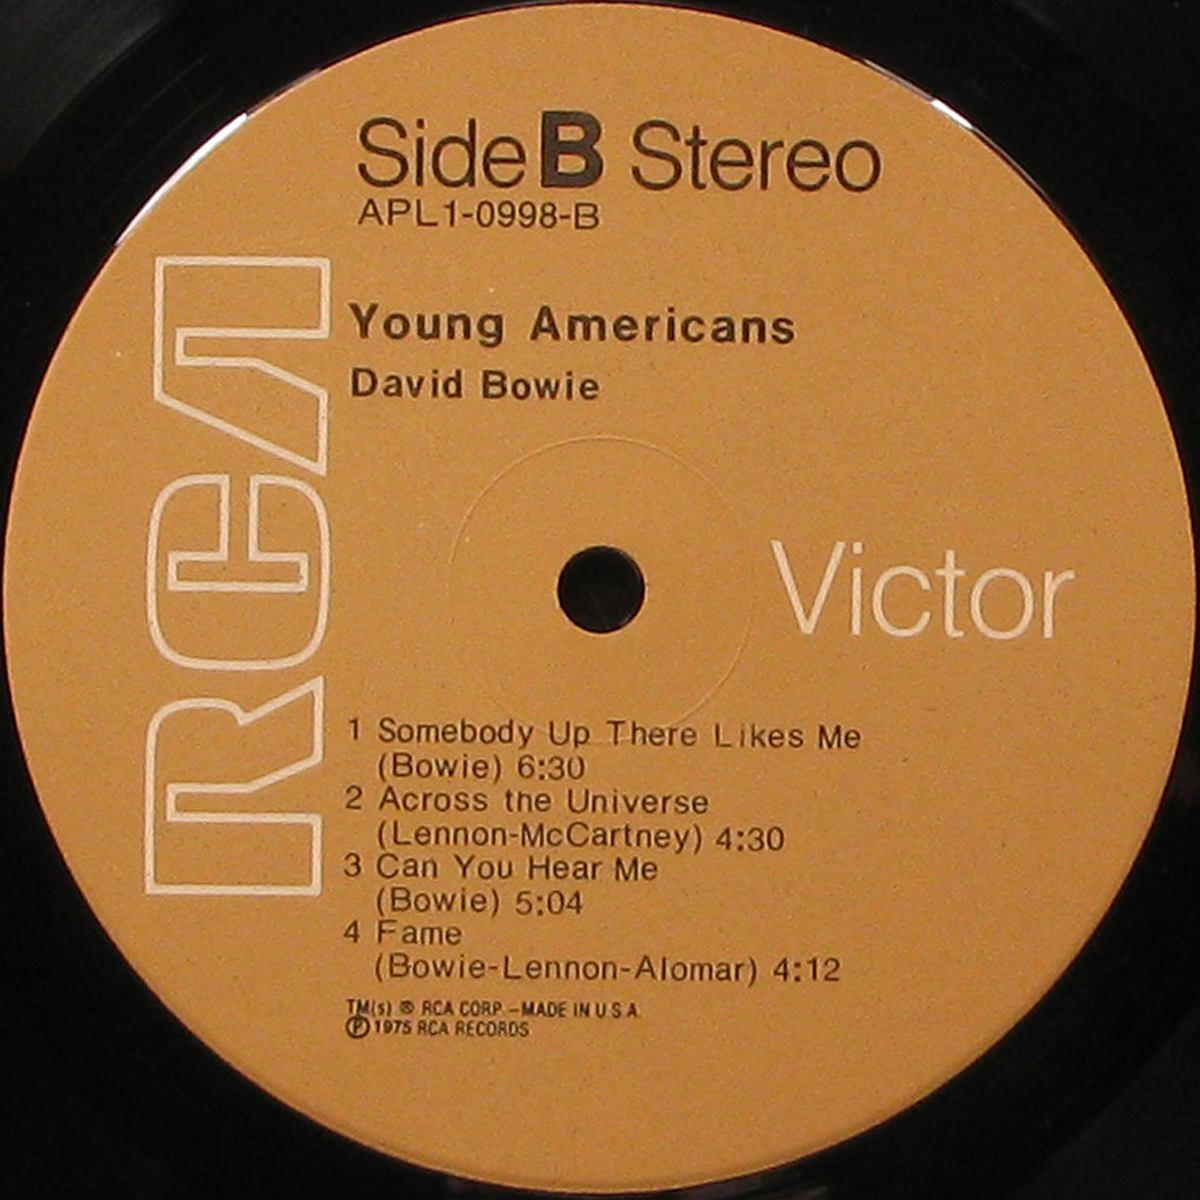 Side B Stereo
APL1-0998-B
RCA
Young Americans
David Bowie
Victor
1 Somebody Up There Likes Me
(Bowie) 6:30
2 Across the Universe
(Lennon-McCartney) 4:30
3 Can You Hear Me
(Bowie) 5:04
4 Fame
(Bowie-Lennon-Alomar) 4:12
TM(s) ® RCA CORP.–MADE IN U.S.A.
Ⓟ 1975 RCA RECORDS